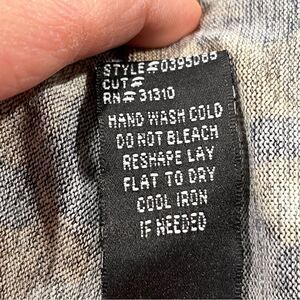 STYLE# 0395D65
CUT#
RN# 31310
HAND WASH COLD
DO NOT BLEACH
RESHAPE LAY
FLAT TO DRY
COOL IRON
IF NEEDED